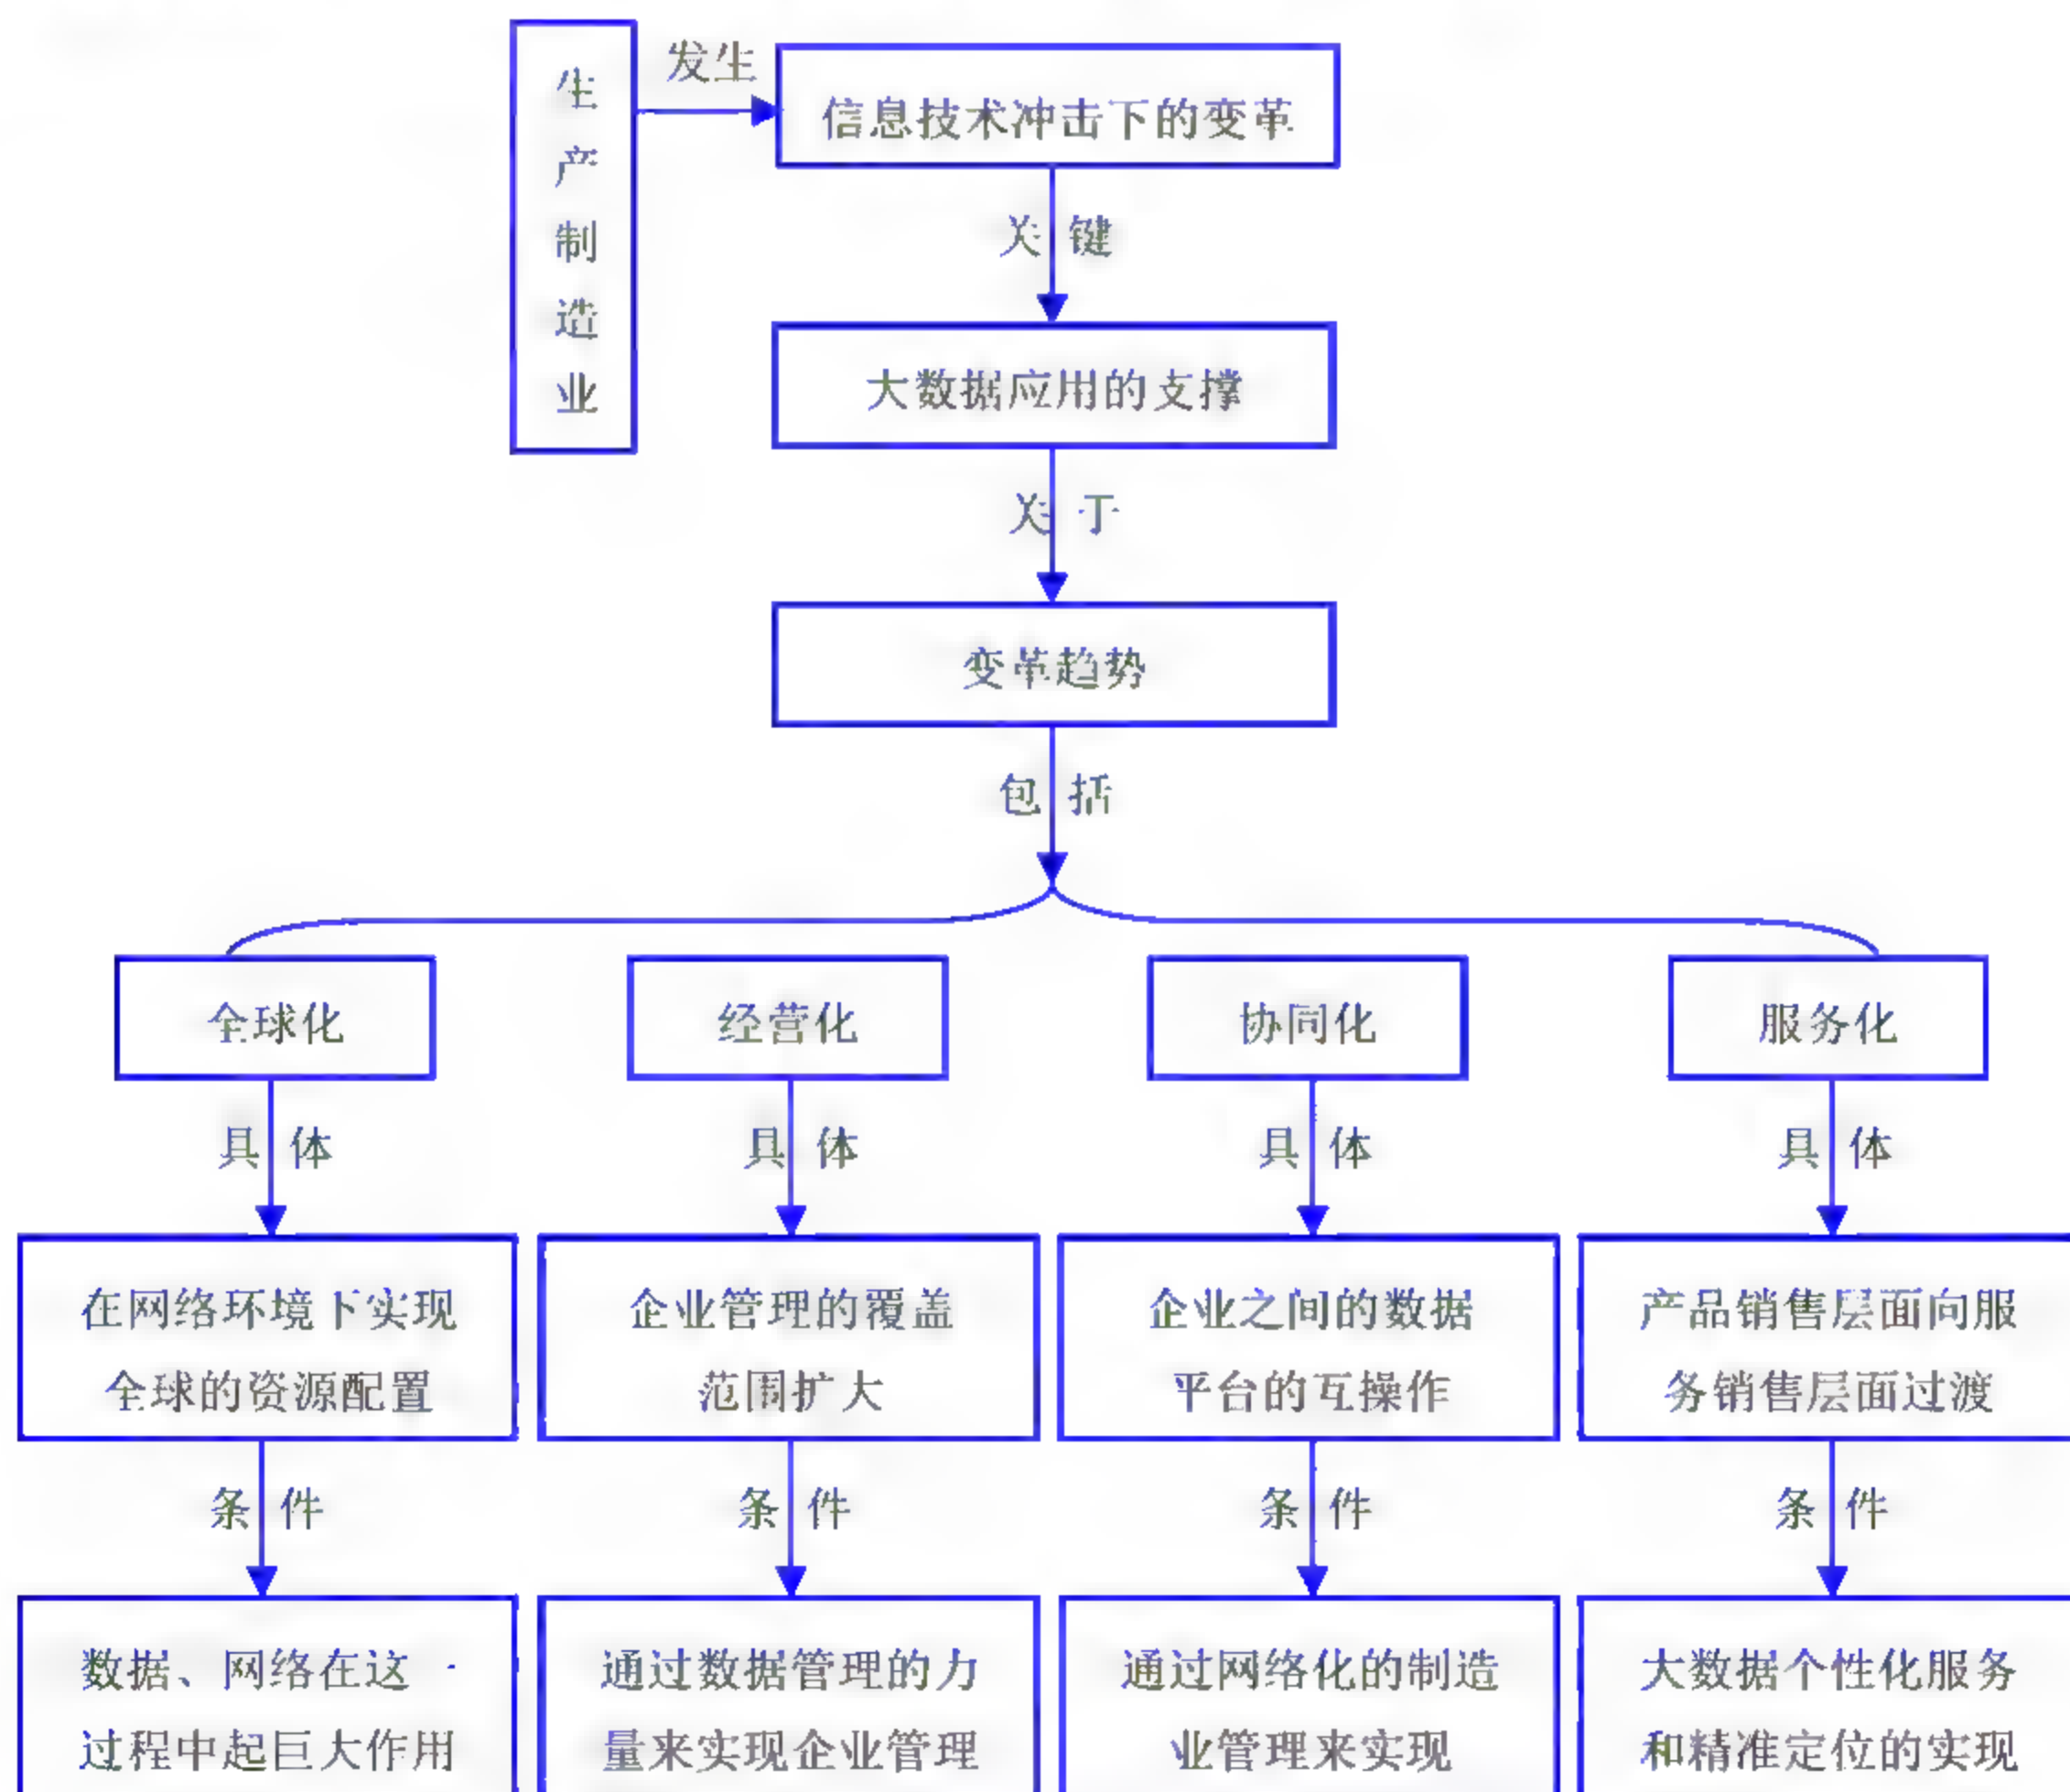 生产制造业
发生
信息技术冲击下的变革
关键
大数据应用的支撑
关于
变革趋势
包括
全球化
经营化
协同化
服务化
具体
具体
具体
具体
在网络环境下实现
全球的资源配置
企业管理的覆盖
范围扩大
企业之间的数据
平台的互操作
产品销售层面向服
务销售层面过渡
条件
条件
条件
条件
数据、网络在这一
过程中起巨大作用
通过数据管理的力
量来实现企业管理
通过网络化的制造
业管理来实现
大数据个性化服务
和精准定位的实现